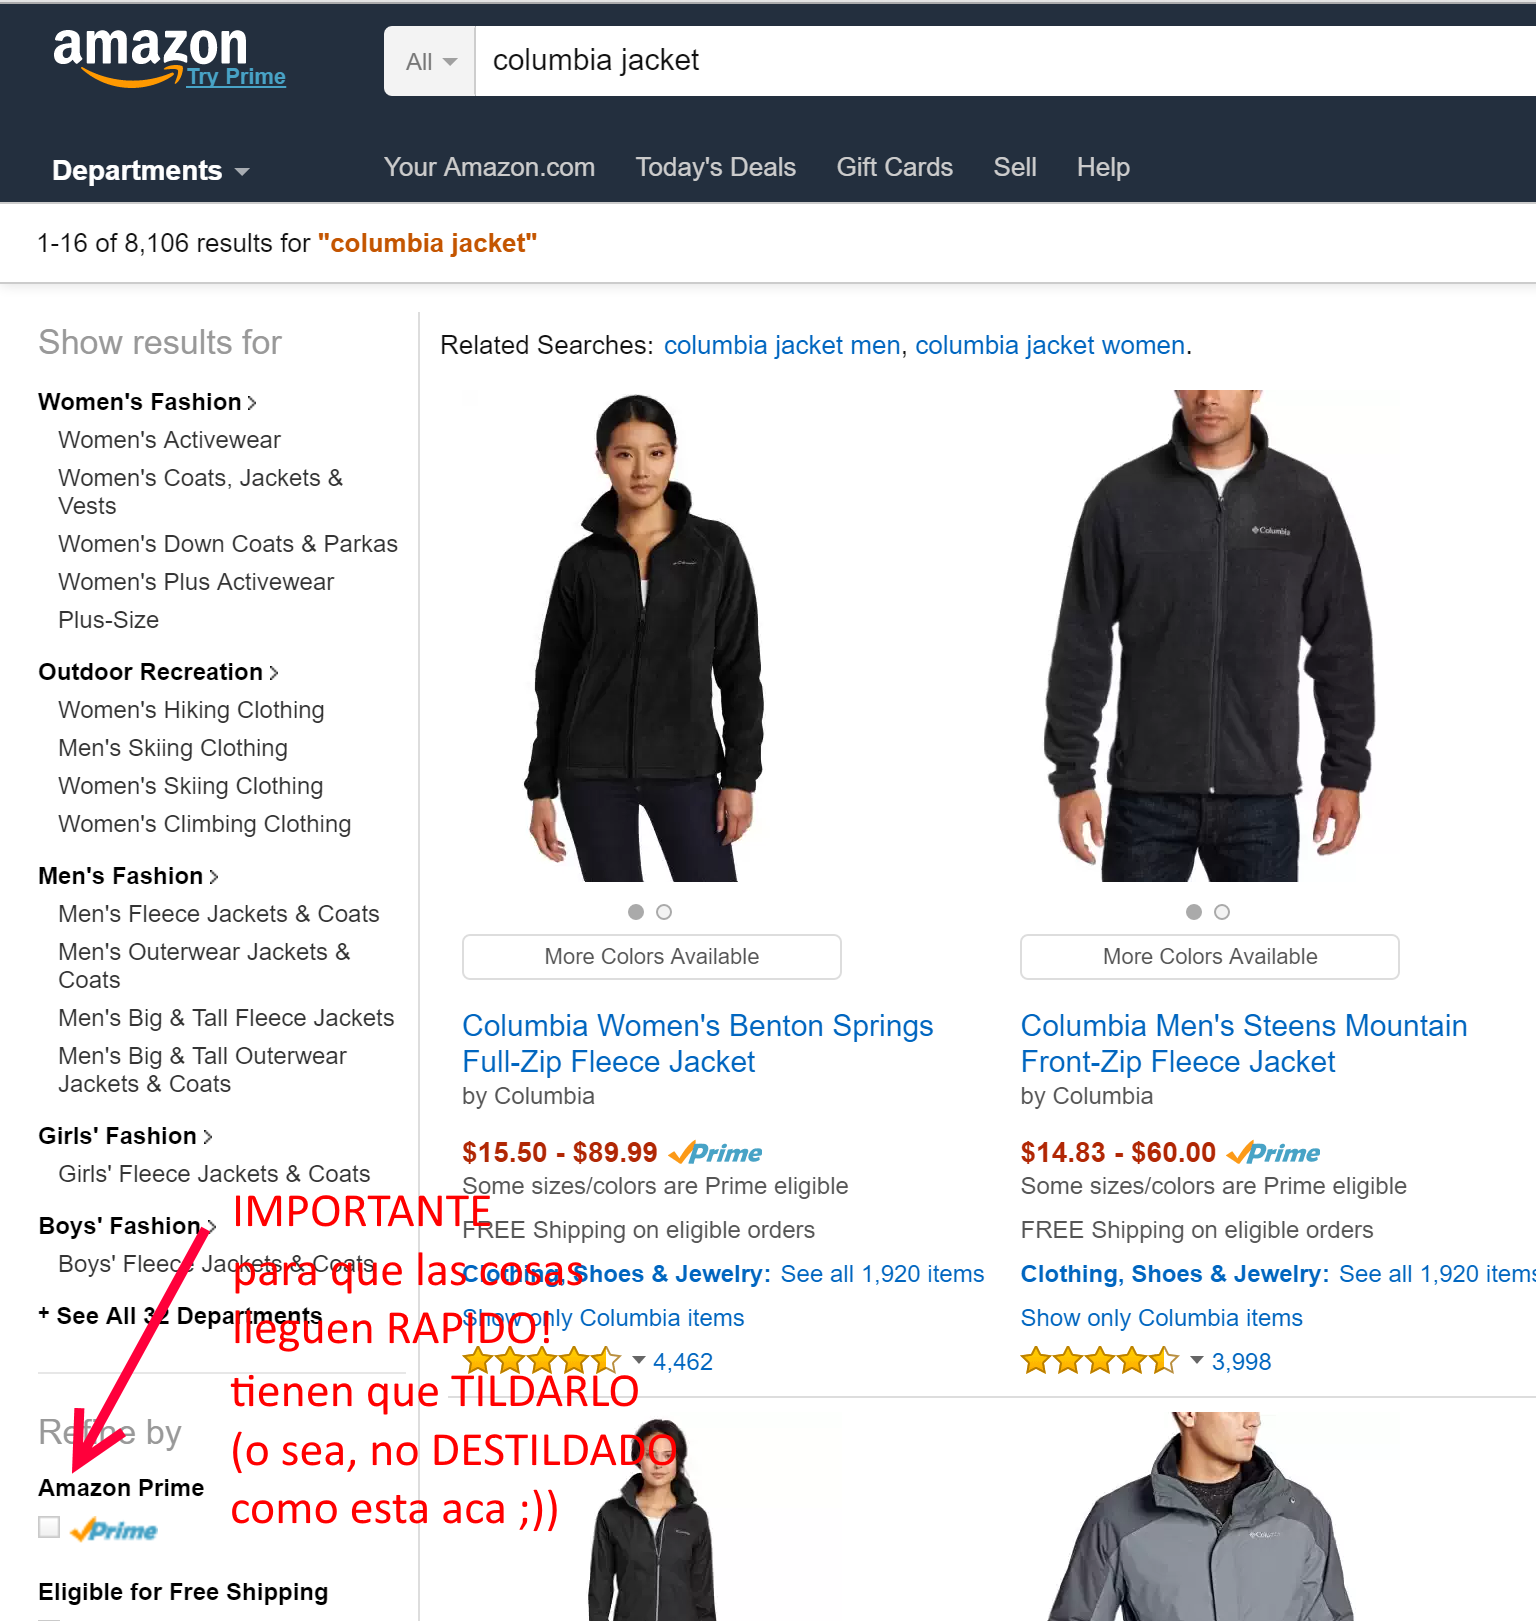 amazon
Try Prime
All
columbia jacket
Departments
Your Amazon.com Today's Deals Gift Cards Sell Help
1-16 of 8,106 results for "columbia jacket"
Show results for
Women's Fashion
Women's Activewear
Women's Coats, Jackets &
Vests
Women's Down Coats & Parkas
Women's Plus Activewear
Plus-Size
Outdoor Recreation
Women's Hiking Clothing
Men's Skiing Clothing
Women's Skiing Clothing
Women's Climbing Clothing
Men's Fashion
Men's Fleece Jackets & Coats
Men's Outerwear Jackets &
Coats
Men's Big & Tall Fleece Jackets
Men's Big & Tall Outerwear
Jackets & Coats
Girls' Fashion
Girls' Fleece Jackets & Coats
Boys' Fashion
Boys' Fleece Jackets & Coats
+ See All 32 Departments
Refine by
Amazon Prime
Prime
Eligible for Free Shipping
IMPORTANTE
para que las cosas
lleguen RAPIDO!
tienen que TILDARLO
(o sea, no DESTILDADO
como esta aca ;))
Related Searches: columbia jacket men, columbia jacket women.
Columbia
More Colors Available
Columbia Women's Benton Springs
Full-Zip Fleece Jacket
by Columbia
$15.50 - $89.99 Prime
Some sizes/colors are Prime eligible
FREE Shipping on eligible orders
Clothing, Shoes & Jewelry: See all 1,920 items
Show only Columbia items
4,462
More Colors Available
Columbia Men's Steens Mountain
Front-Zip Fleece Jacket
by Columbia
$14.83 - $60.00 Prime
Some sizes/colors are Prime eligible
FREE Shipping on eligible orders
Clothing, Shoes & Jewelry: See all 1,920 items
Show only Columbia items
3,998